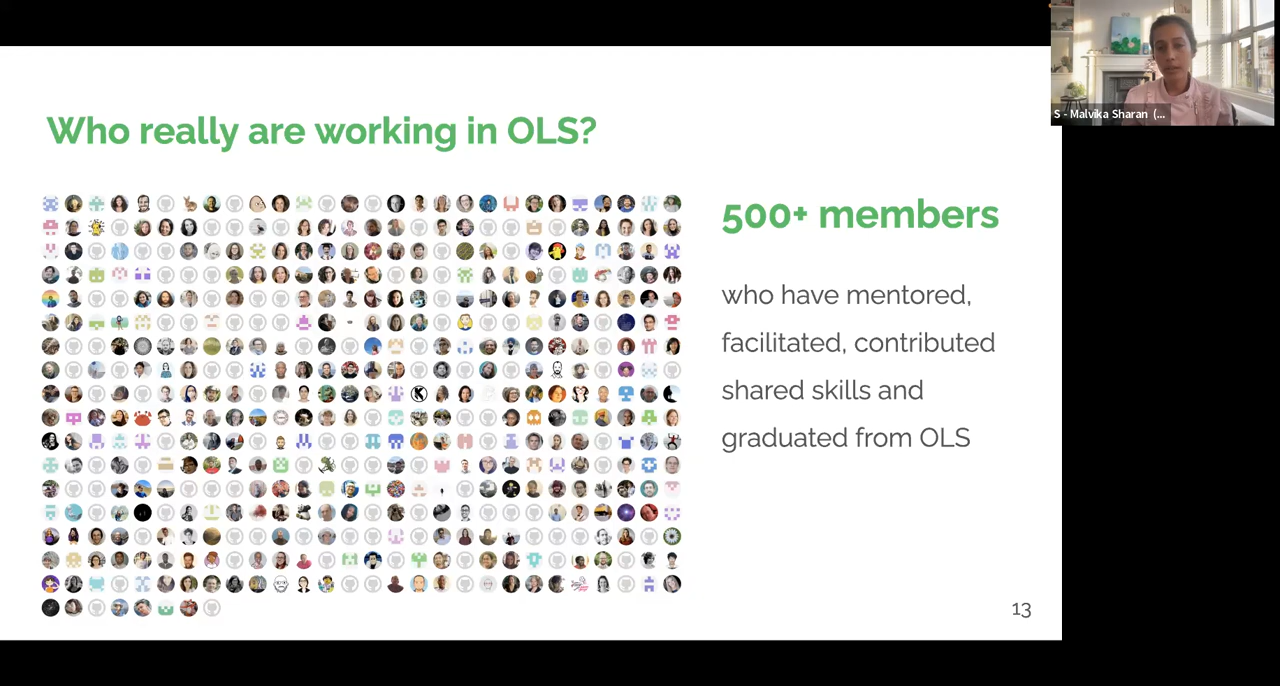 S - Malvika Sharan (...
Who really are working in OLS?
500+ members
who have mentored,
facilitated, contributed
shared skills and
graduated from OLS
13